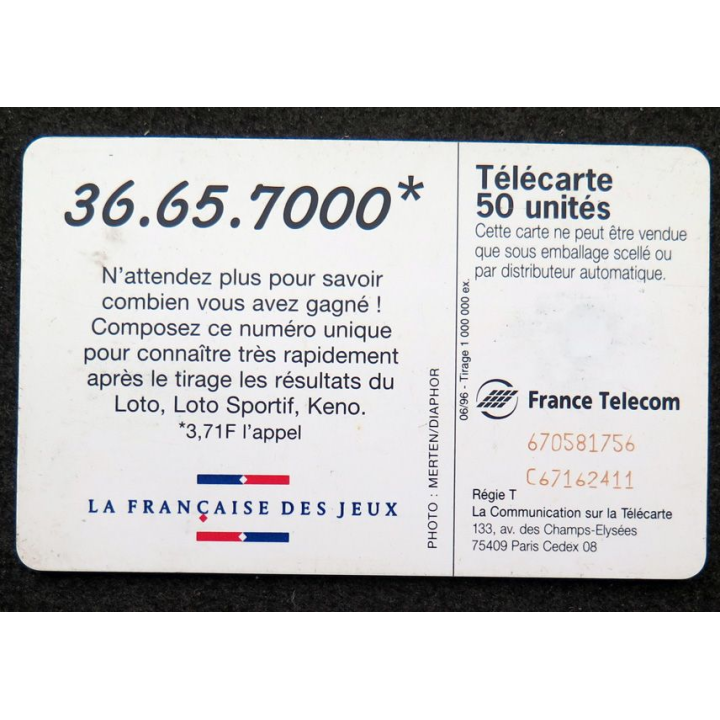 36.65.7000*
N'attendez plus pour savoir
combien vous avez gagné !
Composez ce numéro unique
pour connaître très rapidement
après le tirage les résultats du
Loto, Loto Sportif, Keno.
*3,71F l'appel
LA FRANÇAISE DES JEUX
PHOTO : MERTEN/DIAPHOR
06/96 - Tirage 1 000 000 ex.
Télécarte
50 unités
Cette carte ne peut être vendue
que sous emballage scellé ou
par distributeur automatique.
France Telecom
670581756
C67162411
Régie T
La Communication sur la Télécarte
133, av. des Champs-Elysées
75409 Paris Cedex 08